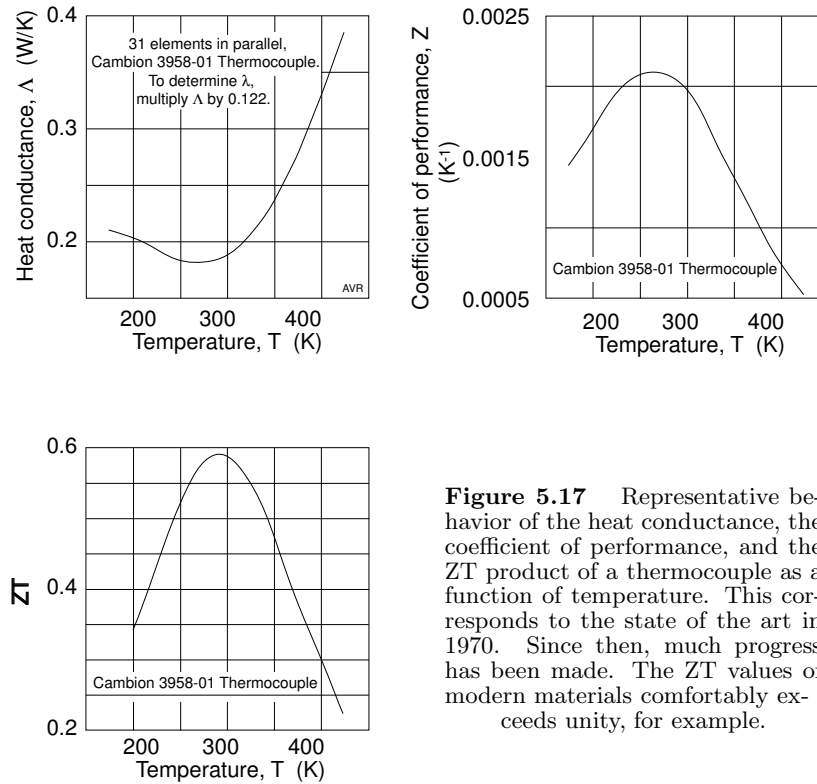 0.4
0.3
0.2
Heat conductance, Λ (W/K)
31 elements in parallel,
Cambion 3958-01 Thermocouple.
To determine λ,
multiply Λ by 0.122.
AVR
200 300 400
Temperature, T (K)
0.0025
0.0015
0.0005
Coefficient of performance, Z
(K-1)
Cambion 3958-01 Thermocouple
200 300 400
Temperature, T (K)
0.6
0.4
0.2
ZT
Cambion 3958-01 Thermocouple
200 300 400
Temperature, T (K)
Figure 5.17 Representative be-
havior of the heat conductance, the
coefficient of performance, and the
ZT product of a thermocouple as a
function of temperature. This cor-
responds to the state of the art in
1970. Since then, much progress
has been made. The ZT values of
modern materials comfortably ex-
ceeds unity, for example.